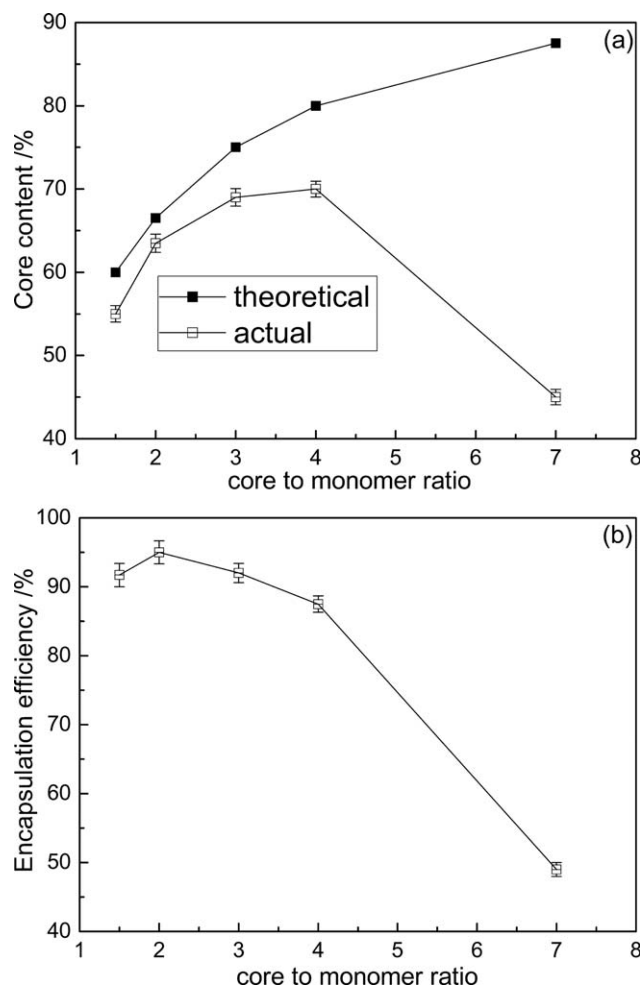 (a)
Core content /%
90
80
70
60
50
40
theoretical
actual
1 2 3 4 5 6 7 8
core to monomer ratio
(b)
Encapsulation efficiency /%
100
90
80
70
60
50
40
1 2 3 4 5 6 7 8
core to monomer ratio